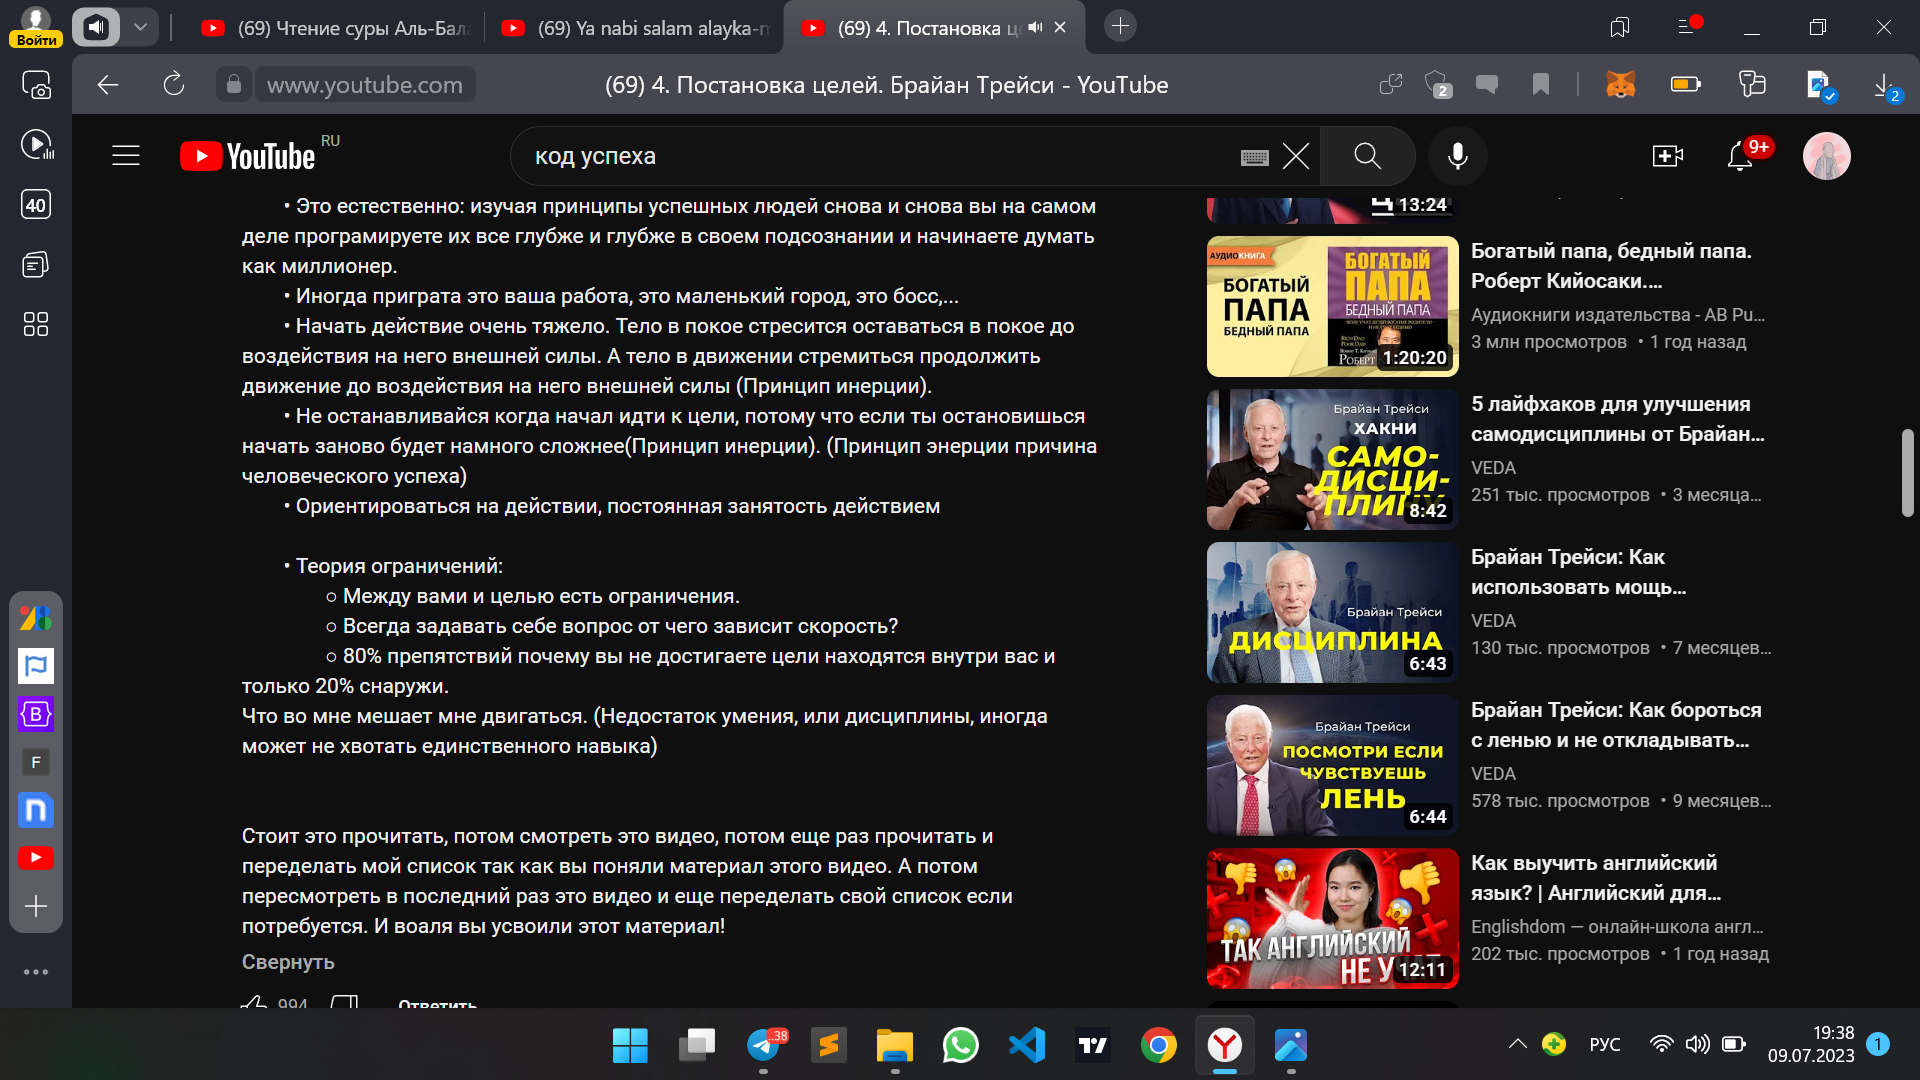 Войти
(69) Чтение суры Аль-Бала
(69) Ya nabi salam alayka-m
(69) 4. Постановка це
www.youtube.com
(69) 4. Постановка целей. Брайан Трейси - YouTube
2
2
40
YouTube
RU
код успеха
9+
• Это естественно: изучая принципы успешных людей снова и снова вы на самом
деле програмируете их все глубже и глубже в своем подсознании и начинаете думать
как миллионер.
• Иногда приграта это ваша работа, это маленький город, это босс,...
• Начать действие очень тяжело. Тело в покое стресится оставаться в покое до
воздействия на него внешней силы. А тело в движении стремиться продолжить
движение до воздействия на него внешней силы (Принцип инерции).
• Не останавливайся когда начал идти к цели, потому что если ты остановишься
начать заново будет намного сложнее(Принцип инерции). (Принцип энерции причина
человеческого успеха)
• Ориентироваться на действии, постоянная занятость действием
• Теория ограничений:
○ Между вами и целью есть ограничения.
○ Всегда задавать себе вопрос от чего зависит скорость?
○ 80% препятствий почему вы не достигаете цели находятся внутри вас и
только 20% снаружи.
Что во мне мешает мне двигаться. (Недостаток умения, или дисциплины, иногда
может не хвотать единственного навыка)
Стоит это прочитать, потом смотреть это видео, потом еще раз прочитать и
переделать мой список так как вы поняли материал этого видео. А потом
пересмотреть в последний раз это видео и еще переделать свой список если
потребуется. И воаля вы усвоили этот материал!
Свернуть
994
Ответить
13:24
АУДИОКНИГА
БОГАТЫЙ
ПАПА
БЕДНЫЙ ПАПА
БОГАТЫЙ
ПАПА
БЕДНЫЙ ПАПА
РОБЕРТ
1:20:20
Богатый папа, бедный папа.
Роберт Кийосаки....
Аудиокниги издательства - AB Pu...
3 млн просмотров • 1 год назад
Брайан Трейси
ХАКНИ
САМО-
ДИСЦИ-
ПЛИНУ
8:42
5 лайфхаков для улучшения
самодисциплины от Брайан...
VEDA
251 тыс. просмотров • 3 месяца...
Брайан Трейси
ДИСЦИПЛИНА
6:43
Брайан Трейси: Как
использовать мощь...
VEDA
130 тыс. просмотров • 7 месяцев...
Брайан Трейси
ПОСМОТРИ ЕСЛИ
ЧУВСТВУЕШЬ
ЛЕНЬ
6:44
Брайан Трейси: Как бороться
с ленью и не откладывать...
VEDA
578 тыс. просмотров • 9 месяцев...
ТАК АНГЛИЙСКИЙ
НЕ УЧАТ
12:11
Как выучить английский
язык? | Английский для...
Englishdom — онлайн-школа англ...
202 тыс. просмотров • 1 год назад
B
F
..38
РУС
19:38
09.07.2023
1